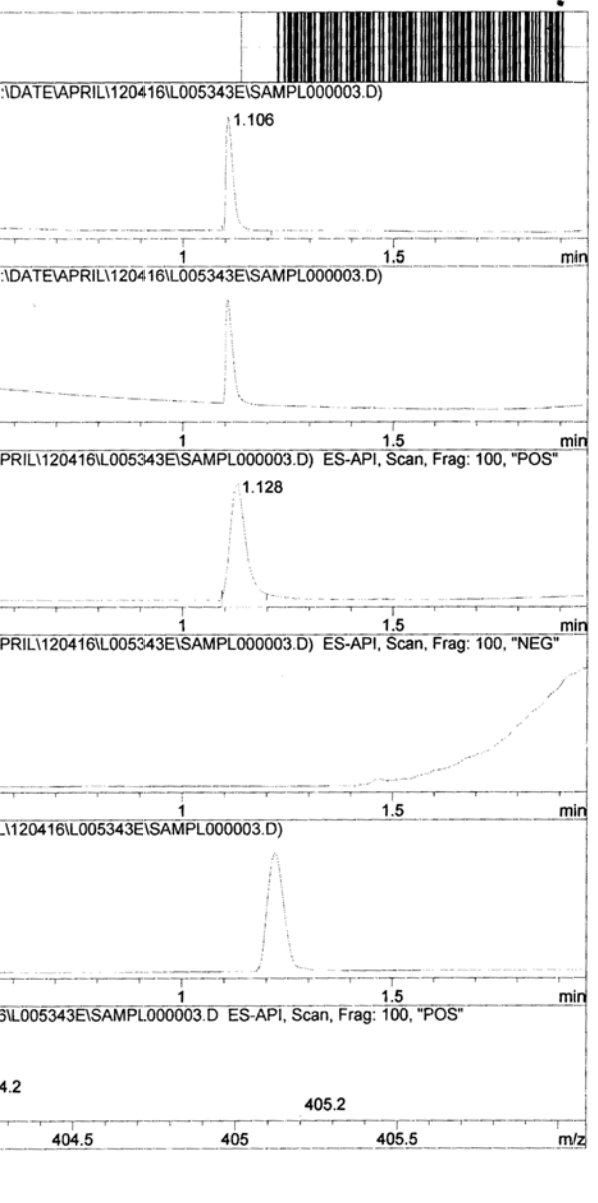 :\DATE\APRIL\120416\L005343E\SAMPL000003.D)
1.106
1 1.5 min
:\DATE\APRIL\120416\L005343E\SAMPL000003.D)
1 1.5 min
PRIL\120416\L005343E\SAMPL000003.D) ES-API, Scan, Frag: 100, "POS"
1.128
1 1.5 min
PRIL\120416\L005343E\SAMPL000003.D) ES-API, Scan, Frag: 100, "NEG"
1 1.5 min
L\120416\L005343E\SAMPL000003.D)
1 1.5 min
6\L005343E\SAMPL000003.D ES-API, Scan, Frag: 100, "POS"
4.2
405.2
404.5 405 405.5 m/z